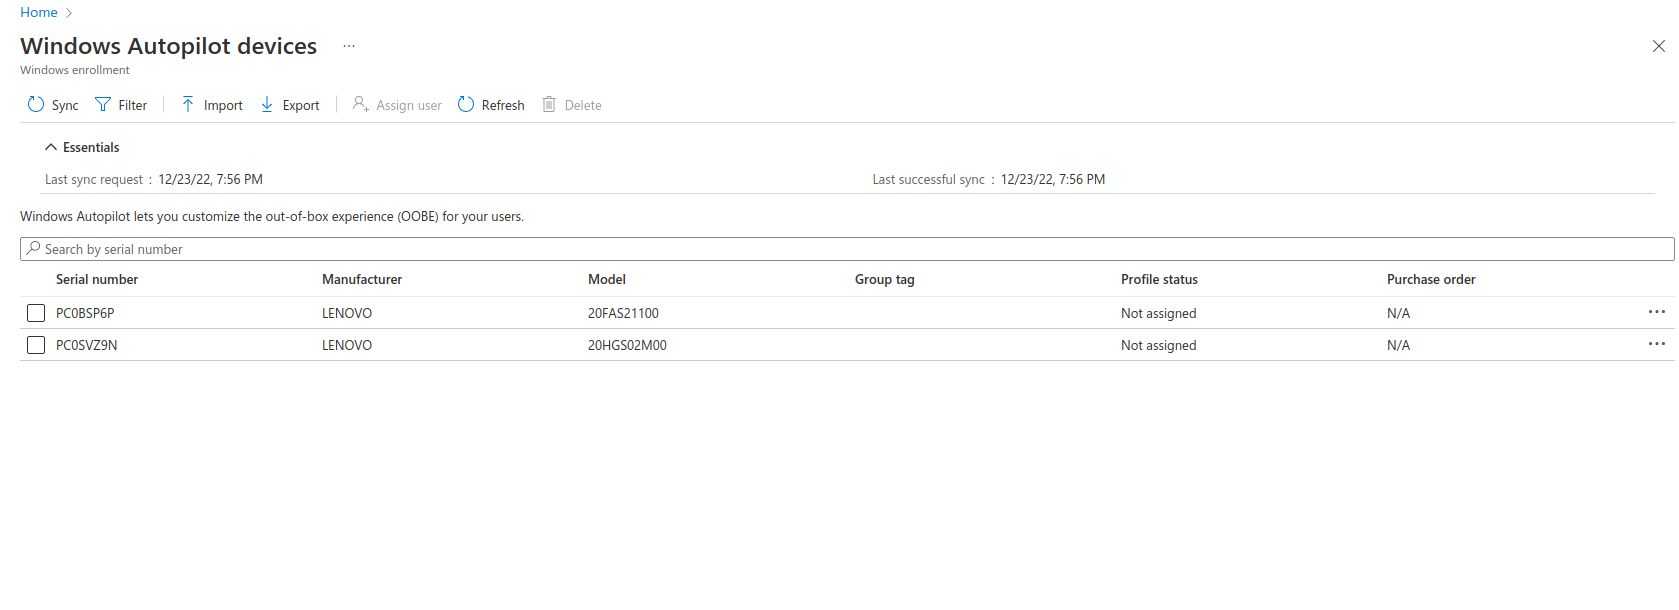 Home
Windows Autopilot devices ...
Windows enrollment
Sync Filter Import Export Assign user Refresh Delete
Essentials
Last sync request : 12/23/22, 7:56 PM Last successful sync : 12/23/22, 7:56 PM
Windows Autopilot lets you customize the out-of-box experience (OOBE) for your users.
Search by serial number
Serial number Manufacturer Model Group tag Profile status Purchase order
PC0BSP6P LENOVO 20FAS21100 Not assigned N/A ...
PC0SVZ9N LENOVO 20HGS02M00 Not assigned N/A ...